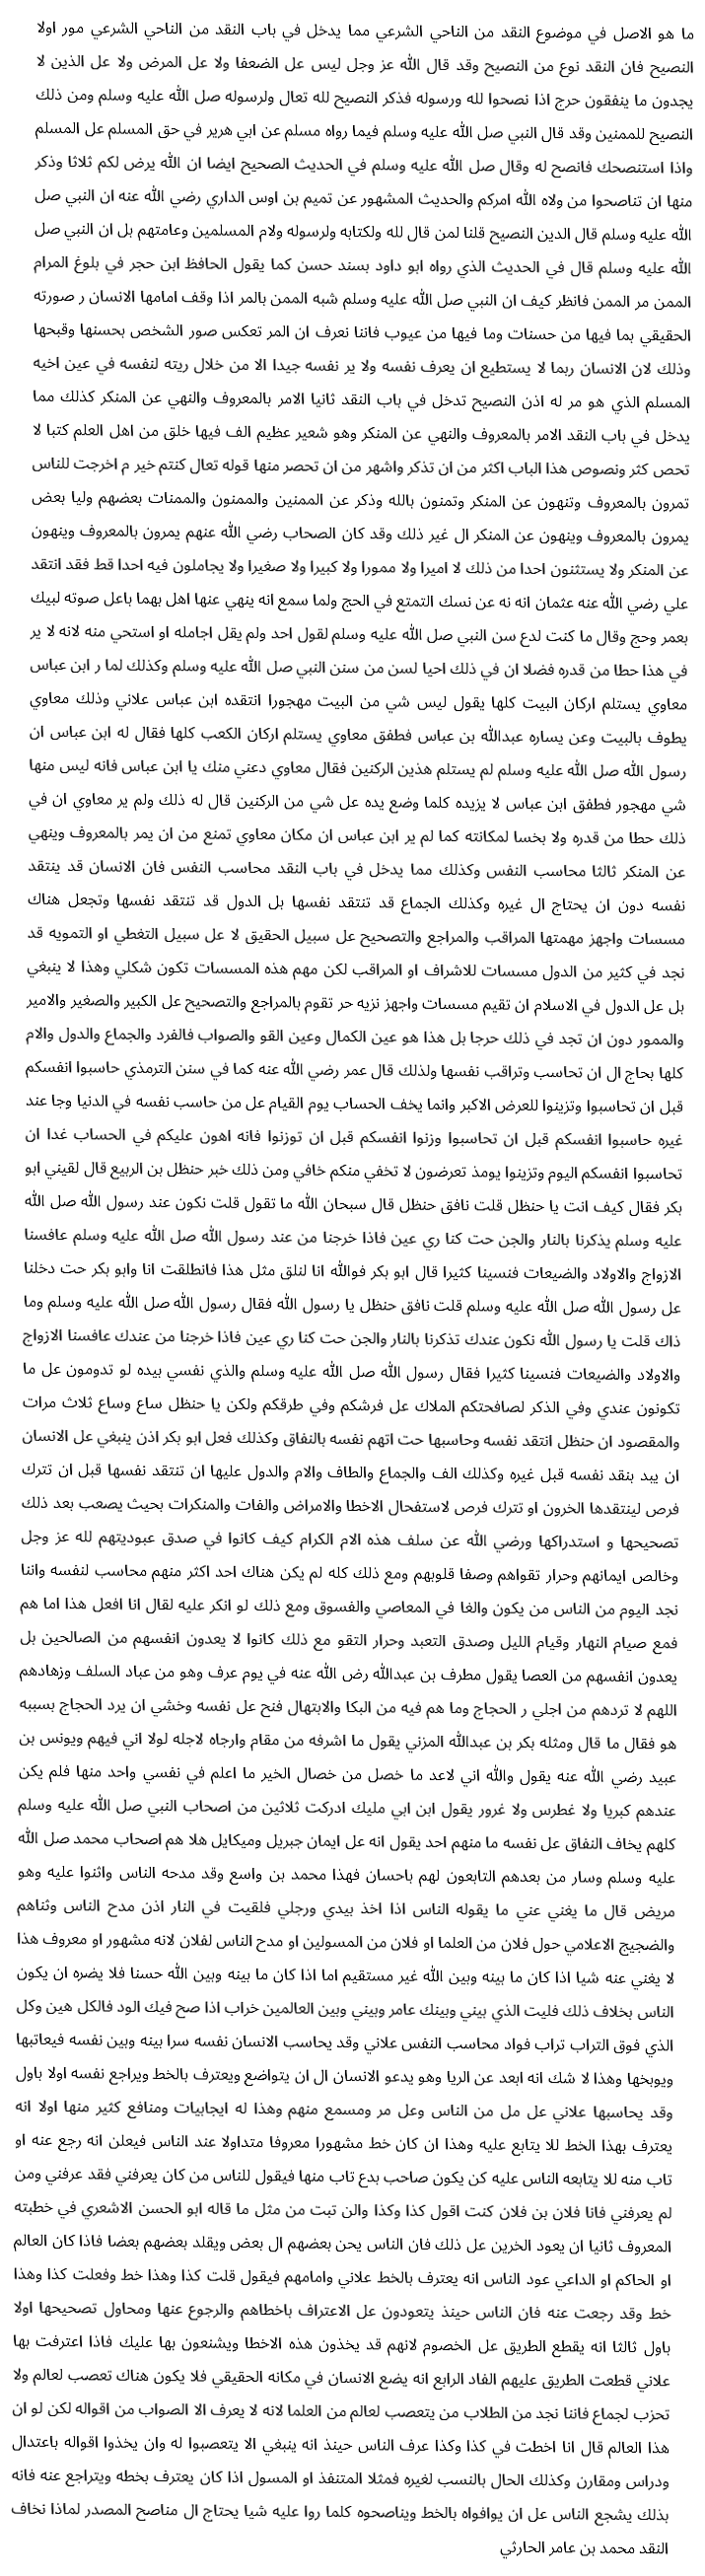 ما هو الاصل في موضوع النقد من الناحي الشرعي مما يدخل في باب النقد من الناحي الشرعي مور اولا
النصيح فان النقد نوع من النصيح وقد قال الله عز وجل ليس عل الضعفا ولا عل المرض ولا عل الذين لا
يجدون ما ينفقون حرج اذا نصحوا لله ورسوله فذكر النصيح لله تعال ولرسوله صل الله عليه وسلم ومن ذلك
النصيح للممنين وقد قال النبي صل الله عليه وسلم فيما رواه مسلم عن ابي هرير في حق المسلم عل المسلم
واذا استنصحك فانصح له وقال صل الله عليه وسلم في الحديث الصحيح ايضا ان الله يرض لكم ثلاثا وذكر
منها ان تناصحوا من ولاه الله امركم والحديث المشهور عن تميم بن اوس الداري رضي الله عنه ان النبي صل
الله عليه وسلم قال الدين النصيح قلنا لمن قال لله ولكتابه ولرسوله ولام المسلمين وعامتهم بل ان النبي صل
الله عليه وسلم قال في الحديث الذي رواه ابو داود بسند حسن كما يقول الحافظ ابن حجر في بلوغ المرام
الممن مر الممن فانظر كيف ان النبي صل الله عليه وسلم شبه الممن بالمر اذا وقف امامها الانسان ر صورته
الحقيقي بما فيها من حسنات وما فيها من عيوب فاننا نعرف ان المر تعكس صور الشخص بحسنها وقبحها
وذلك لان الانسان ربما لا يستطيع ان يعرف نفسه ولا ير نفسه جيدا الا من خلال ريته لنفسه في عين اخيه
المسلم الذي هو مر له اذن النصيح تدخل في باب النقد ثانيا الامر بالمعروف والنهي عن المنكر كذلك مما
يدخل في باب النقد الامر بالمعروف والنهي عن المنكر وهو شعير عظيم الف فيها خلق من اهل العلم كتبا لا
تحص كثر ونصوص هذا الباب اكثر من ان تذكر واشهر من ان تحصر منها قوله تعال كنتم خير م اخرجت للناس
تمرون بالمعروف وتنهون عن المنكر وتمنون بالله وذكر عن الممنين والممنون والممنات بعضهم وليا بعض
يمرون بالمعروف وينهون عن المنكر ال غير ذلك وقد كان الصحاب رضي الله عنهم يمرون بالمعروف وينهون
عن المنكر ولا يستثنون احدا من ذلك لا اميرا ولا ممورا ولا كبيرا ولا صغيرا ولا يجاملون فيه احدا قط فقد انتقد
علي رضي الله عنه عثمان انه نه عن نسك التمتع في الحج ولما سمع انه ينهي عنها اهل بهما باعل صوته لبيك
بعمر وحج وقال ما كنت لدع سن النبي صل الله عليه وسلم لقول احد ولم يقل اجامله او استحي منه لانه لا ير
في هذا حطا من قدره فضلا ان في ذلك احيا لسن من سنن النبي صل الله عليه وسلم وكذلك لما ر ابن عباس
معاوي يستلم اركان البيت كلها يقول ليس شي من البيت مهجورا انتقده ابن عباس علاني وذلك معاوي
يطوف بالبيت وعن يساره عبدالله بن عباس فطفق معاوي يستلم اركان الكعب كلها فقال له ابن عباس ان
رسول الله صل الله عليه وسلم لم يستلم هذين الركنين فقال معاوي دعني منك يا ابن عباس فانه ليس منها
شي مهجور فطفق ابن عباس لا يزيده كلما وضع يده عل شي من الركنين قال له ذلك ولم ير معاوي ان في
ذلك حطا من قدره ولا بخسا لمكانته كما لم ير ابن عباس ان مكان معاوي تمنع من ان يمر بالمعروف وينهي
عن المنكر ثالثا محاسب النفس وكذلك مما يدخل في باب النقد محاسب النفس فان الانسان قد ينتقد
نفسه دون ان يحتاج ال غيره وكذلك الجماع قد تنتقد نفسها بل الدول قد تنتقد نفسها وتجعل هناك
مسسات واجهز مهمتها المراقب والمراجع والتصحيح عل سبيل الحقيق لا عل سبيل التغطي او التمويه قد
نجد في كثير من الدول مسسات للاشراف او المراقب لكن مهم هذه المسسات تكون شكلي وهذا لا ينبغي
بل عل الدول في الاسلام ان تقيم مسسات واجهز نزيه حر تقوم بالمراجع والتصحيح عل الكبير والصغير والامير
والممور دون ان تجد في ذلك حرجا بل هذا هو عين الكمال وعين القو والصواب فالفرد والجماع والدول والام
كلها بحاج ال ان تحاسب وتراقب نفسها ولذلك قال عمر رضي الله عنه كما في سنن الترمذي حاسبوا انفسكم
قبل ان تحاسبوا وتزينوا للعرض الاكبر وانما يخف الحساب يوم القيام عل من حاسب نفسه في الدنيا وجا عند
غيره حاسبوا انفسكم قبل ان تحاسبوا وزنوا انفسكم قبل ان توزنوا فانه اهون عليكم في الحساب غدا ان
تحاسبوا انفسكم اليوم وتزينوا يومذ تعرضون لا تخفي منكم خافي ومن ذلك خبر حنظل بن الربيع قال لقيني ابو
بكر فقال كيف انت يا حنظل قلت نافق حنظل قال سبحان الله ما تقول قلت نكون عند رسول الله صل الله
عليه وسلم يذكرنا بالنار والجن حت كنا ري عين فاذا خرجنا من عند رسول الله صل الله عليه وسلم عافسنا
الازواج والاولاد والضيعات فنسينا كثيرا قال ابو بكر فوالله انا لنلق مثل هذا فانطلقت انا وابو بكر حت دخلنا
عل رسول الله صل الله عليه وسلم قلت نافق حنظل يا رسول الله فقال رسول الله صل الله عليه وسلم وما
ذاك قلت يا رسول الله نكون عندك تذكرنا بالنار والجن حت كنا ري عين فاذا خرجنا من عندك عافسنا الازواج
والاولاد والضيعات فنسينا كثيرا فقال رسول الله صل الله عليه وسلم والذي نفسي بيده لو تدومون عل ما
تكونون عندي وفي الذكر لصافحتكم الملاك عل فرشكم وفي طرقكم ولكن يا حنظل ساع وساع ثلاث مرات
والمقصود ان حنظل انتقد نفسه وحاسبها حت اتهم نفسه بالنفاق وكذلك فعل ابو بكر اذن ينبغي عل الانسان
ان يبد بنقد نفسه قبل غيره وكذلك الف والجماع والطاف والام والدول عليها ان تنتقد نفسها قبل ان تترك
فرص لينتقدها الخرون او تترك فرص لاستفحال الاخطا والامراض والفات والمنكرات بحيث يصعب بعد ذلك
تصحيحها و استدراكها ورضي الله عن سلف هذه الام الكرام كيف كانوا في صدق عبوديتهم لله عز وجل
وخالص ايمانهم وحرار تقواهم وصفا قلوبهم ومع ذلك كله لم يكن هناك احد اكثر منهم محاسب لنفسه واننا
نجد اليوم من الناس من يكون والغا في المعاصي والفسوق ومع ذلك لو انكر عليه لقال انا افعل هذا اما هم
فمع صيام النهار وقيام الليل وصدق التعبد وحرار التقو مع ذلك كانوا لا يعدون انفسهم من الصالحين بل
يعدون انفسهم من العصا يقول مطرف بن عبدالله رض الله عنه في يوم عرف وهو من عباد السلف وزهادهم
اللهم لا تردهم من اجلي ر الحجاج وما هم فيه من البكا والابتهال فنح عل نفسه وخشي ان يرد الحجاج بسببه
هو فقال ما قال ومثله بكر بن عبدالله المزني يقول ما اشرفه من مقام وارجاه لاجله لولا اني فيهم ويونس بن
عبيد رضي الله عنه يقول والله اني لاعد ما خصل من خصال الخير ما اعلم في نفسي واحد منها فلم يكن
عندهم كبريا ولا غطرس ولا غرور يقول ابن ابي مليك ادركت ثلاثين من اصحاب النبي صل الله عليه وسلم
كلهم يخاف النفاق عل نفسه ما منهم احد يقول انه عل ايمان جبريل وميكايل هلا هم اصحاب محمد صل الله
عليه وسلم وسار من بعدهم التابعون لهم باحسان فهذا محمد بن واسع وقد مدحه الناس واثنوا عليه وهو
مريض قال ما يغني عني ما يقوله الناس اذا اخذ بيدي ورجلي فلقيت في النار اذن مدح الناس وثناهم
والضجيج الاعلامي حول فلان من العلما او فلان من المسولين او مدح الناس لفلان لانه مشهور او معروف هذا
لا يغني عنه شيا اذا كان ما بينه وبين الله غير مستقيم اما اذا كان ما بينه وبين الله حسنا فلا يضره ان يكون
الناس بخلاف ذلك فليت الذي بيني وبينك عامر وبيني وبين العالمين خراب اذا صح فيك الود فالكل هين وكل
الذي فوق التراب تراب فواد محاسب النفس علاني وقد يحاسب الانسان نفسه سرا بينه وبين نفسه فيعاتبها
ويوبخها وهذا لا شك انه ابعد عن الريا وهو يدعو الانسان ال ان يتواضع ويعترف بالخط ويراجع نفسه اولا باول
وقد يحاسبها علاني عل مل من الناس وعل مر ومسمع منهم وهذا له ايجابيات ومنافع كثير منها اولا انه
يعترف بهذا الخط للا يتابع عليه وهذا ان كان خط مشهورا معروفا متداولا عند الناس فيعلن انه رجع عنه او
تاب منه للا يتابعه الناس عليه كن يكون صاحب بدع تاب منها فيقول للناس من كان يعرفني فقد عرفني ومن
لم يعرفني فانا فلان بن فلان كنت اقول كذا وكذا والن تبت من مثل ما قاله ابو الحسن الاشعري في خطبته
المعروف ثانيا ان يعود الخرين عل ذلك فان الناس يحن بعضهم ال بعض ويقلد بعضهم بعضا فاذا كان العالم
او الحاكم او الداعي عود الناس انه يعترف بالخط علاني وامامهم فيقول قلت كذا وهذا خط وفعلت كذا وهذا
خط وقد رجعت عنه فان الناس حينذ يتعودون عل الاعتراف باخطاهم والرجوع عنها ومحاول تصحيحها اولا
باول ثالثا انه يقطع الطريق عل الخصوم لانهم قد يخذون هذه الاخطا ويشنعون بها عليك فاذا اعترفت بها
علاني قطعت الطريق عليهم الفاد الرابع انه يضع الانسان في مكانه الحقيقي فلا يكون هناك تعصب لعالم ولا
تحزب لجماع فاننا نجد من الطلاب من يتعصب لعالم من العلما لانه لا يعرف الا الصواب من اقواله لكن لو ان
هذا العالم قال انا اخطت في كذا وكذا عرف الناس حينذ انه ينبغي الا يتعصبوا له وان يخذوا اقواله باعتدال
ودراس ومقارن وكذلك الحال بالنسب لغيره فمثلا المتنفذ او المسول اذا كان يعترف بخطه ويتراجع عنه فانه
بذلك يشجع الناس عل ان يوافواه بالخط ويناصحوه كلما روا عليه شيا يحتاج ال مناصح المصدر لماذا نخاف
النقد محمد بن عامر الحارثي